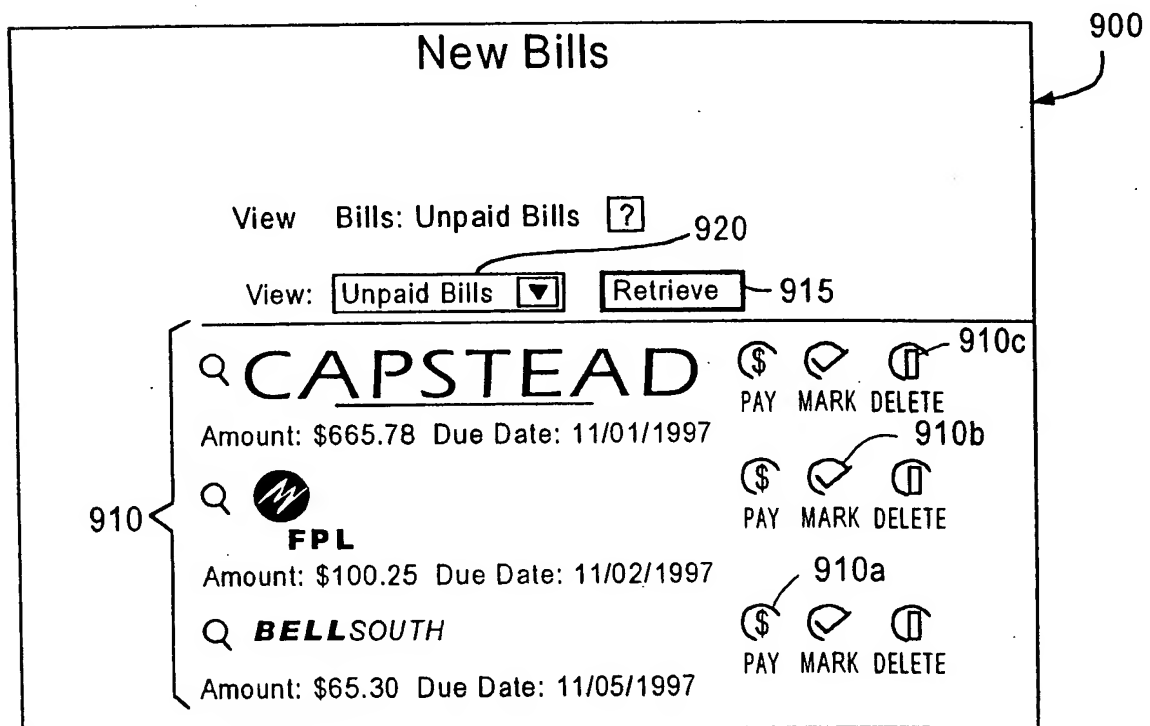 New Bills
900
View Bills: Unpaid Bills ?
920
View: Unpaid Bills Retrieve 915
CAPSTEAD $ 910c
PAY MARK DELETE
Amount: $665.78 Due Date: 11/01/1997
910b
$
PAY MARK DELETE
910
FPL
Amount: $100.25 Due Date: 11/02/1997
910a
BELLSOUTH $
PAY MARK DELETE
Amount: $65.30 Due Date: 11/05/1997